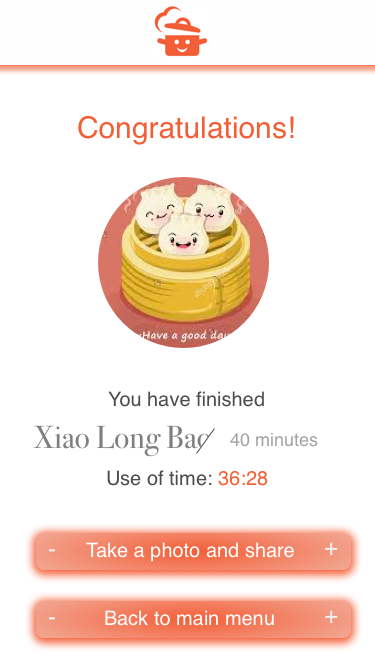 Congratulations!
Have a good day
You have finished
Xiao Long Bao 40 minutes
Use of time: 36:28
- Take a photo and share +
- Back to main menu +